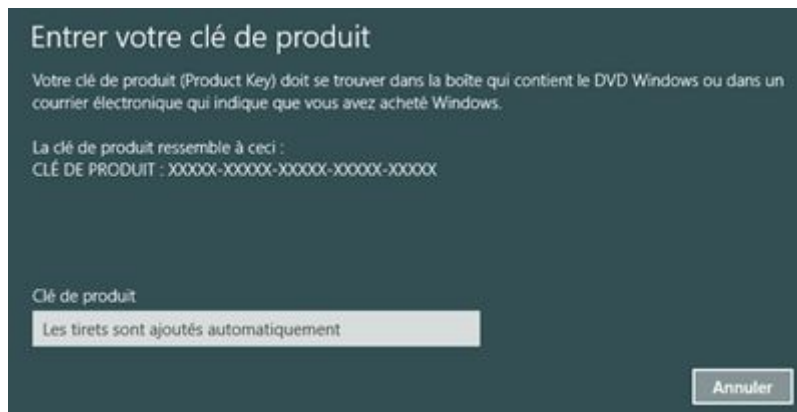 Entrer votre clé de produit
Votre clé de produit (Product Key) doit se trouver dans la boîte qui contient le DVD Windows ou dans un
courrier électronique qui indique que vous avez acheté Windows.
La clé de produit ressemble à ceci :
CLÉ DE PRODUIT : XXXXX-XXXXX-XXXXX-XXXXX-XXXXX
Clé de produit
Les tirets sont ajoutés automatiquement
Annuler